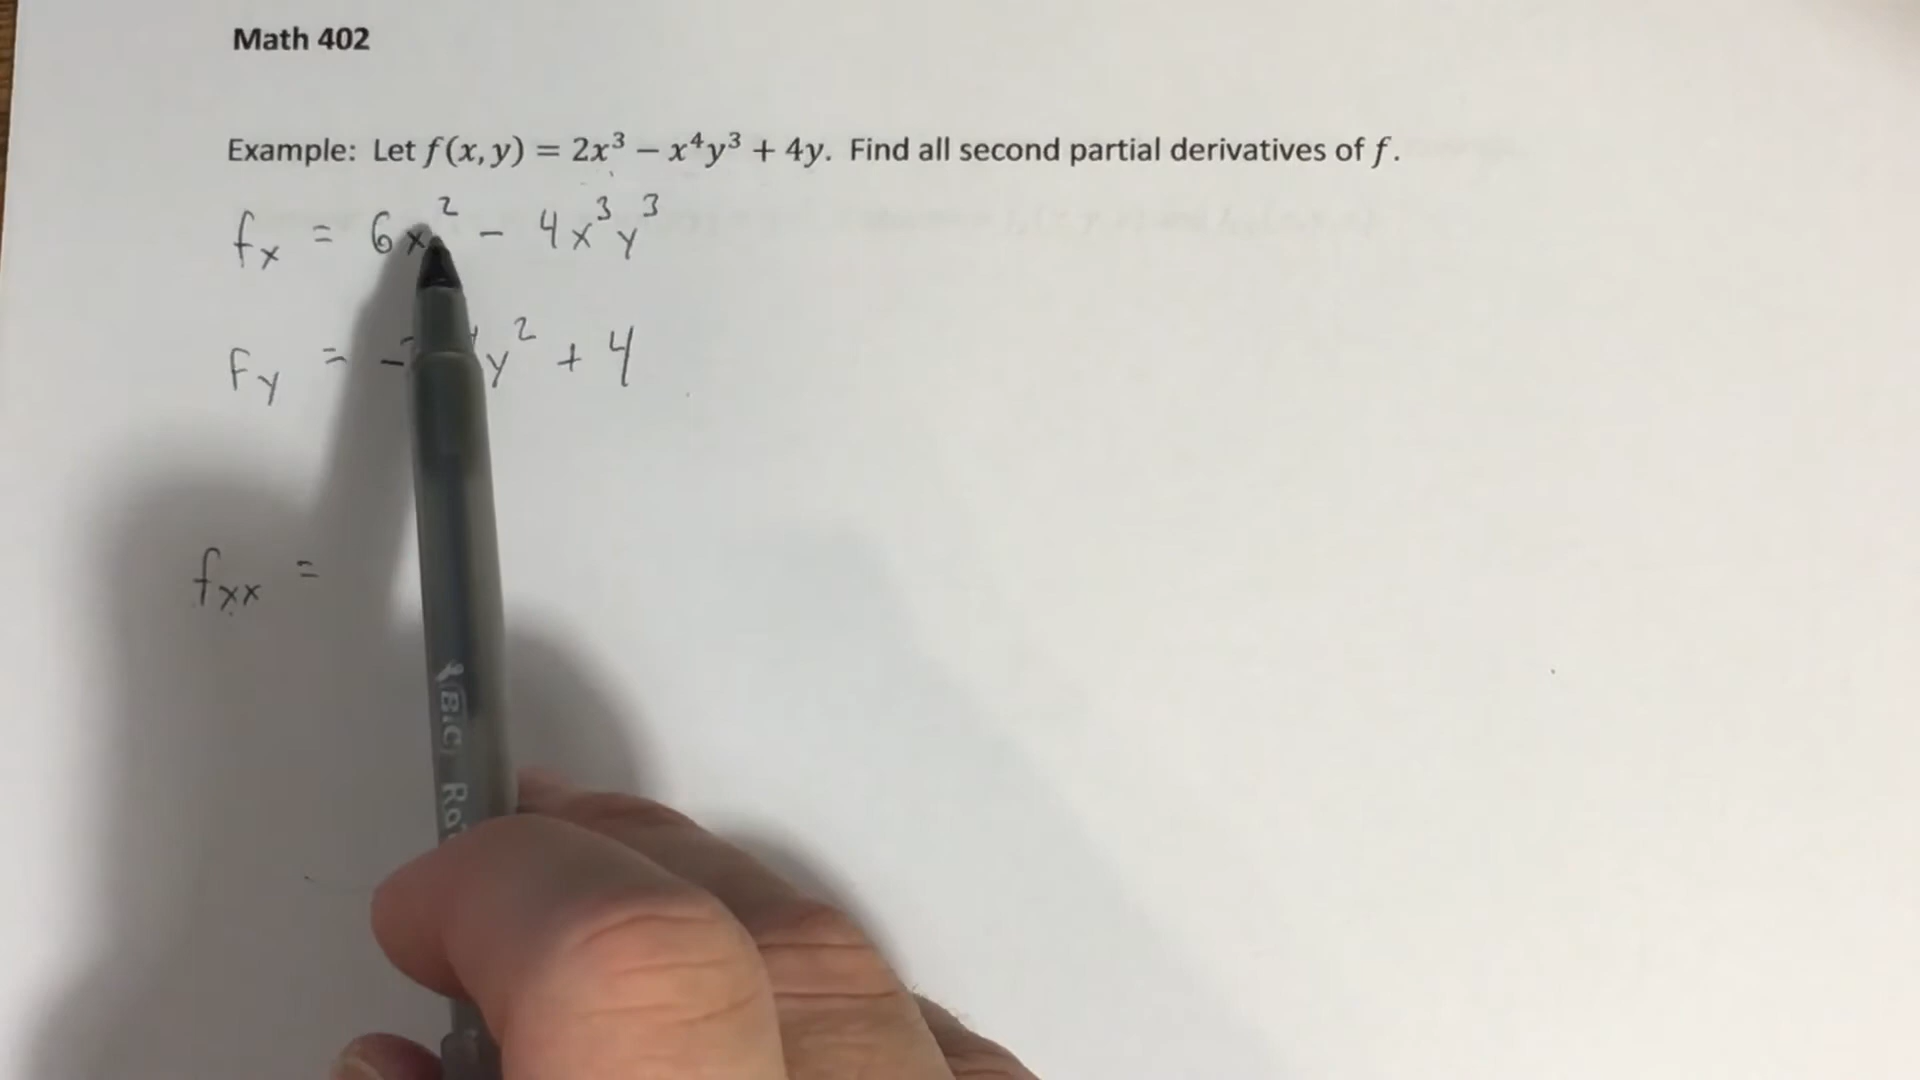 Math 402
Example: Let f(x, y) = 2x³ − x⁴y³ + 4y. Find all second partial derivatives of f.
fx = 6x² − 4x³y³
Fy = − y² + 4
fxx =
BIC Ro